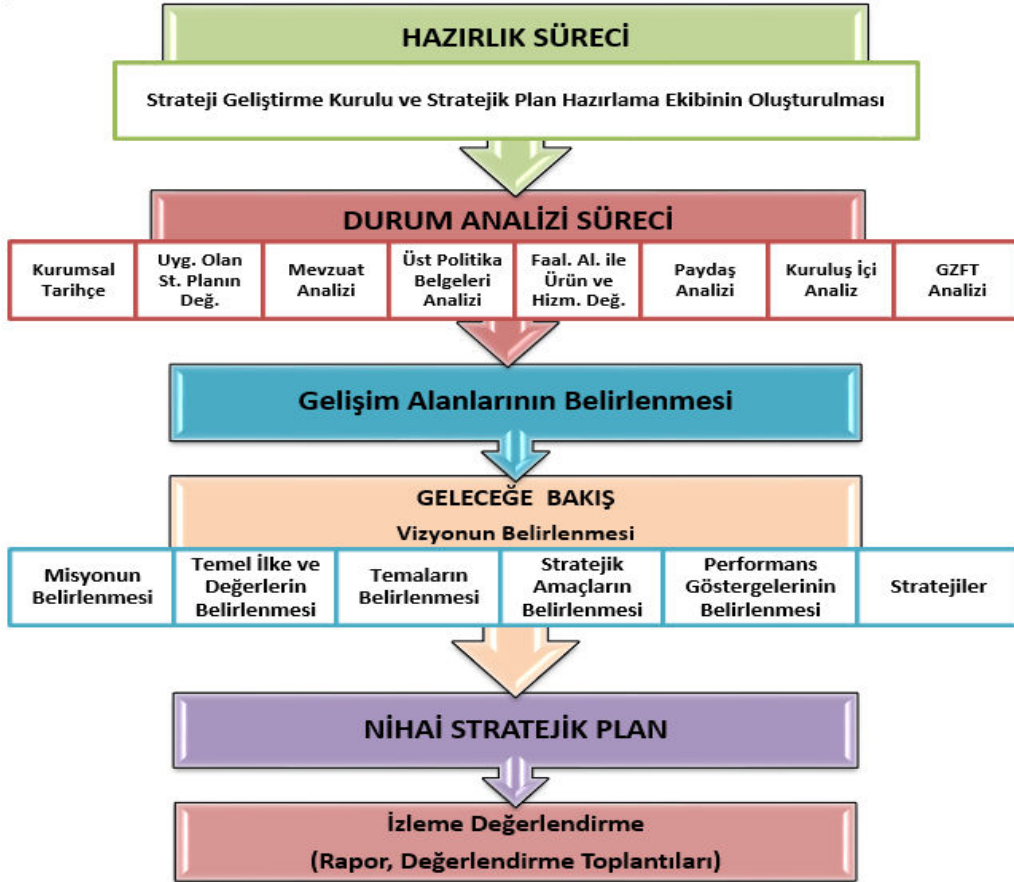 HAZIRLIK SÜRECİ
Strateji Geliştirme Kurulu ve Stratejik Plan Hazırlama Ekibinin Oluşturulması
DURUM ANALİZİ SÜRECİ
Kurumsal
Tarihçe
Uyg. Olan
St. Planın
Değ.
Mevzuat
Analizi
Üst Politika
Belgeleri
Analizi
Faal. Al. ile
Ürün ve
Hizm. Değ.
Paydaş
Analizi
Kuruluş İçi
Analiz
GZFT
Analizi
Gelişim Alanlarının Belirlenmesi
GELECEĞE BAKIŞ
Vizyonun Belirlenmesi
Misyonun
Belirlenmesi
Temel İlke ve
Değerlerin
Belirlenmesi
Temaların
Belirlenmesi
Stratejik
Amaçların
Belirlenmesi
Performans
Göstergelerinin
Belirlenmesi
Stratejiler
NİHAİ STRATEJİK PLAN
İzleme Değerlendirme
(Rapor, Değerlendirme Toplantıları)